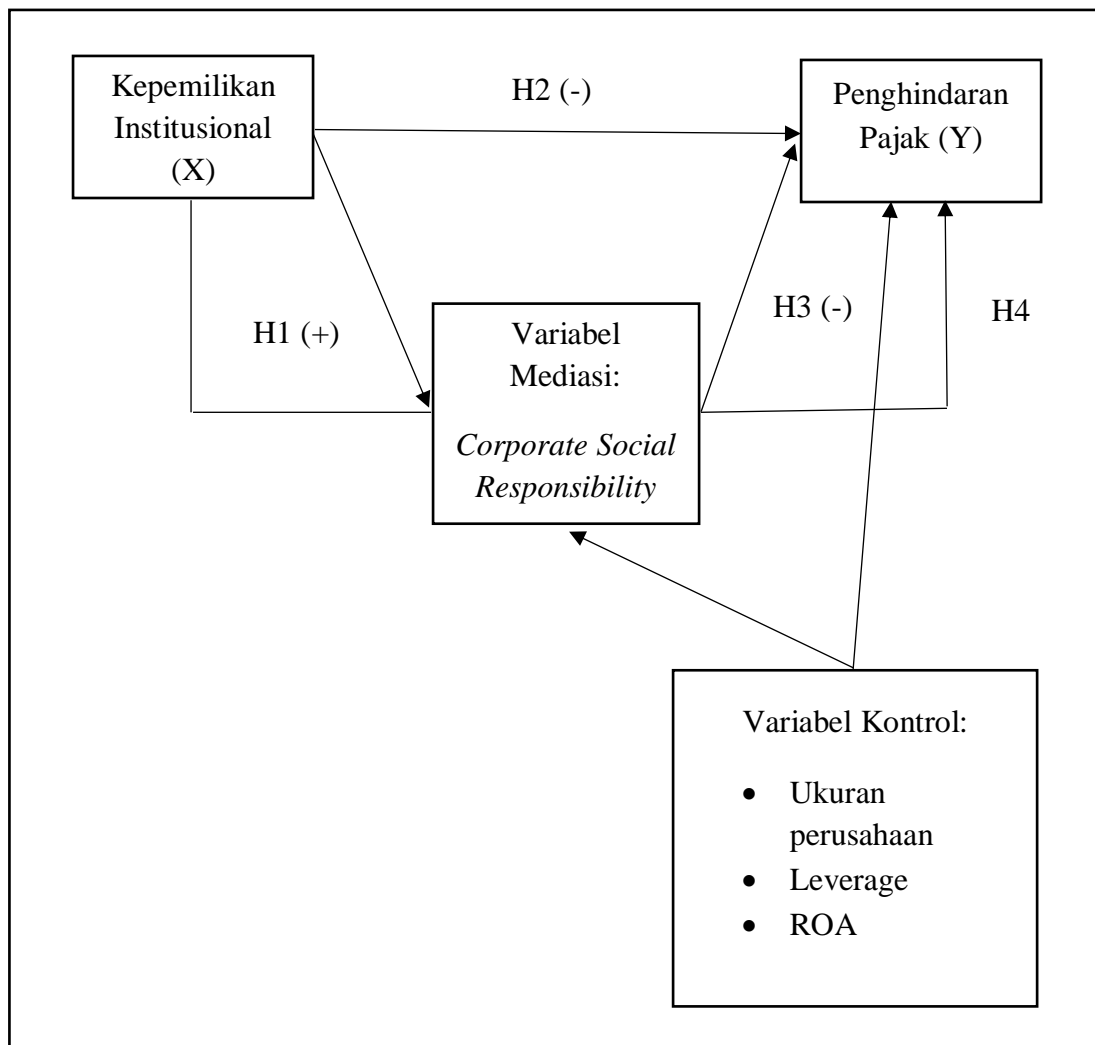 Kepemilikan
Institusional
(X)
H2 (-)
Penghindaran
Pajak (Y)
H1 (+)
Variabel
Mediasi:
Corporate Social
Responsibility
H3 (-)
H4
Variabel Kontrol:
• Ukuran
perusahaan
• Leverage
• ROA